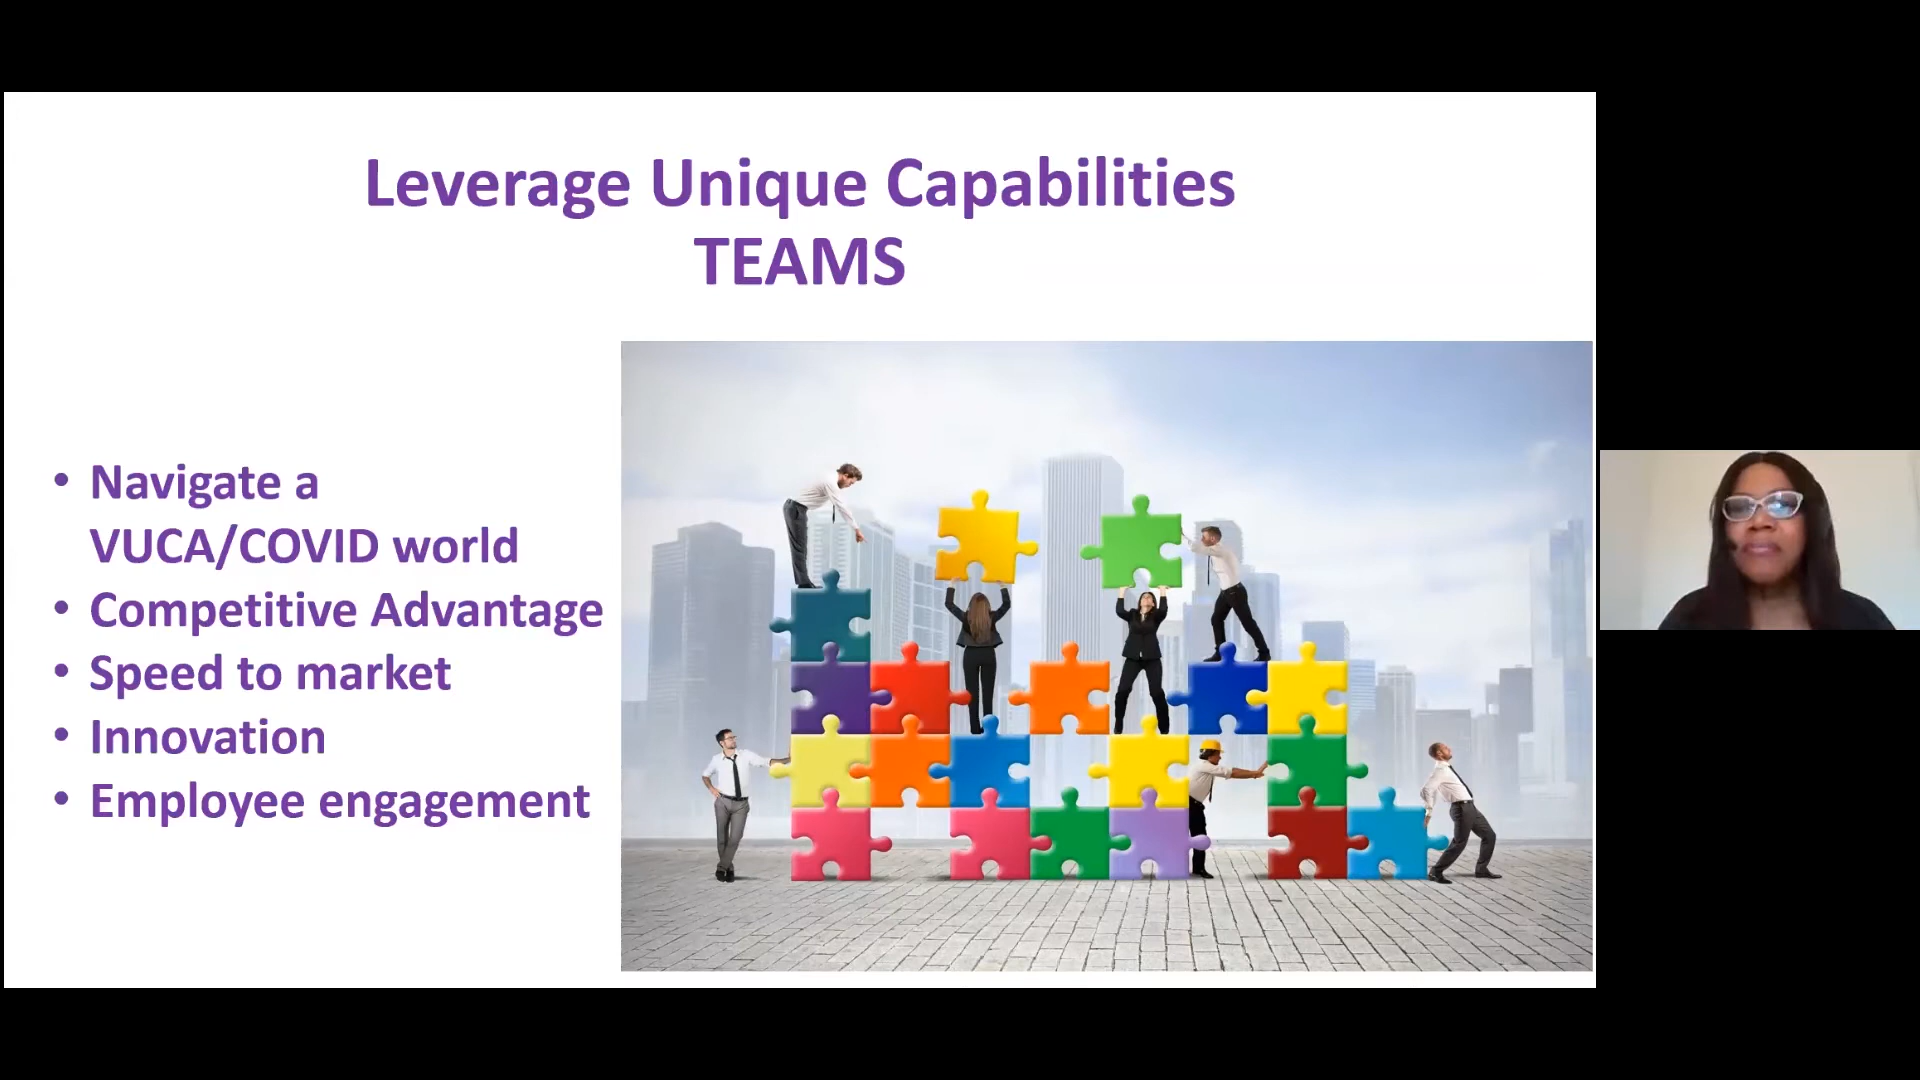 Leverage Unique Capabilities
TEAMS
• Navigate a
VUCA/COVID world
• Competitive Advantage
• Speed to market
• Innovation
• Employee engagement